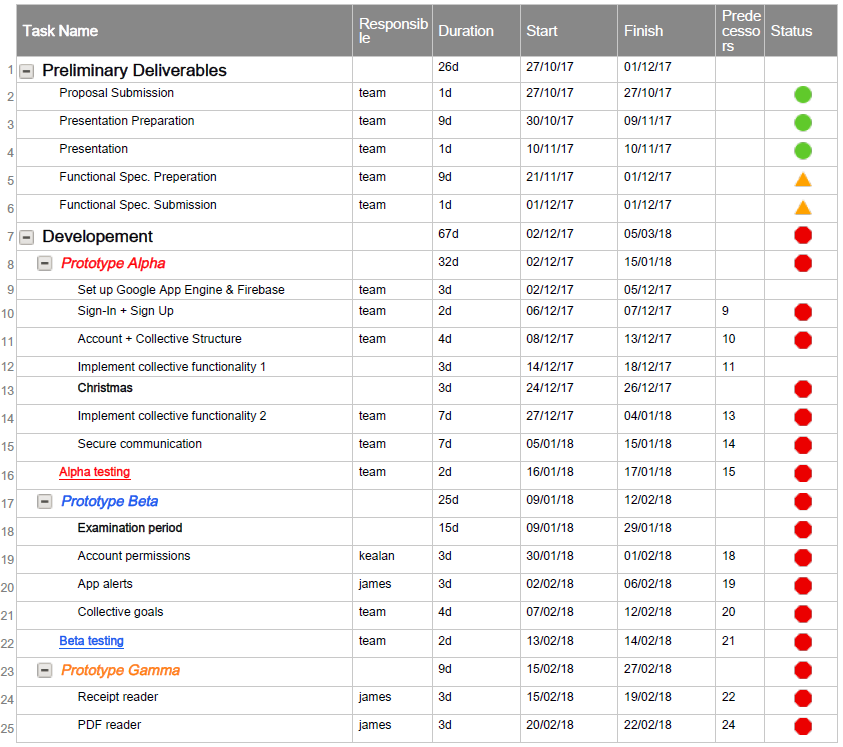 Task Name Responsib le Duration Start Finish Prede cesso rs Status
1 Preliminary Deliverables 26d 27/10/17 01/12/17
2 Proposal Submission team 1d 27/10/17 27/10/17
3 Presentation Preparation team 9d 30/10/17 09/11/17
4 Presentation team 1d 10/11/17 10/11/17
5 Functional Spec. Preperation team 9d 21/11/17 01/12/17
6 Functional Spec. Submission team 1d 01/12/17 01/12/17
7 Developement 67d 02/12/17 05/03/18
8 Prototype Alpha 32d 02/12/17 15/01/18
9 Set up Google App Engine & Firebase team 3d 02/12/17 05/12/17
10 Sign-In + Sign Up team 2d 06/12/17 07/12/17 9
11 Account + Collective Structure team 4d 08/12/17 13/12/17 10
12 Implement collective functionality 1 3d 14/12/17 18/12/17 11
13 Christmas 3d 24/12/17 26/12/17
14 Implement collective functionality 2 team 7d 27/12/17 04/01/18 13
15 Secure communication team 7d 05/01/18 15/01/18 14
16 Alpha testing team 2d 16/01/18 17/01/18 15
17 Prototype Beta 25d 09/01/18 12/02/18
18 Examination period 15d 09/01/18 29/01/18
19 Account permissions kealan 3d 30/01/18 01/02/18 18
20 App alerts james 3d 02/02/18 06/02/18 19
21 Collective goals team 4d 07/02/18 12/02/18 20
22 Beta testing team 2d 13/02/18 14/02/18 21
23 Prototype Gamma 9d 15/02/18 27/02/18
24 Receipt reader james 3d 15/02/18 19/02/18 22
25 PDF reader james 3d 20/02/18 22/02/18 24